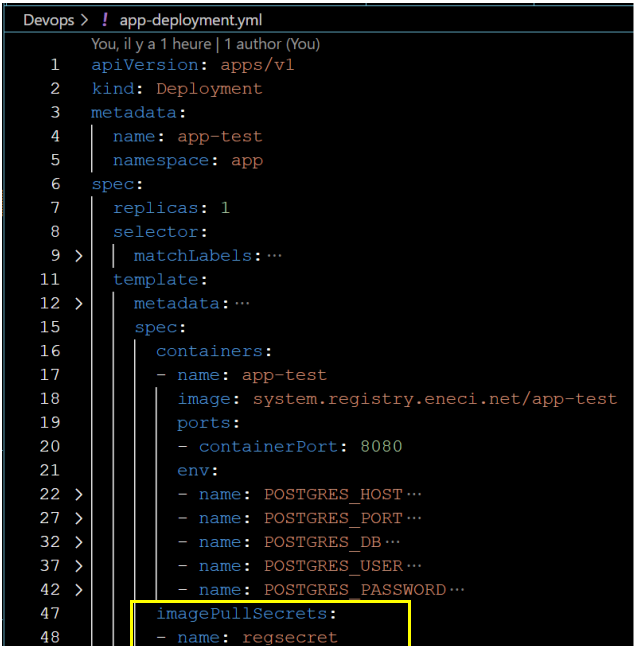 Devops > ! app-deployment.yml
You, il y a 1 heure | 1 author (You)
1 apiVersion: apps/v1
2 kind: Deployment
3 metadata:
4   name: app-test
5   namespace: app
6 spec:
7   replicas: 1
8   selector:
9 >     matchLabels:…
11   template:
12 >     metadata:…
15     spec:
16       containers:
17       - name: app-test
18         image: system.registry.eneci.net/app-test
19         ports:
20         - containerPort: 8080
21         env:
22 >         - name: POSTGRES_HOST…
27 >         - name: POSTGRES_PORT…
32 >         - name: POSTGRES_DB…
37 >         - name: POSTGRES_USER…
42 >         - name: POSTGRES_PASSWORD…
47       imagePullSecrets:
48       - name: regsecret